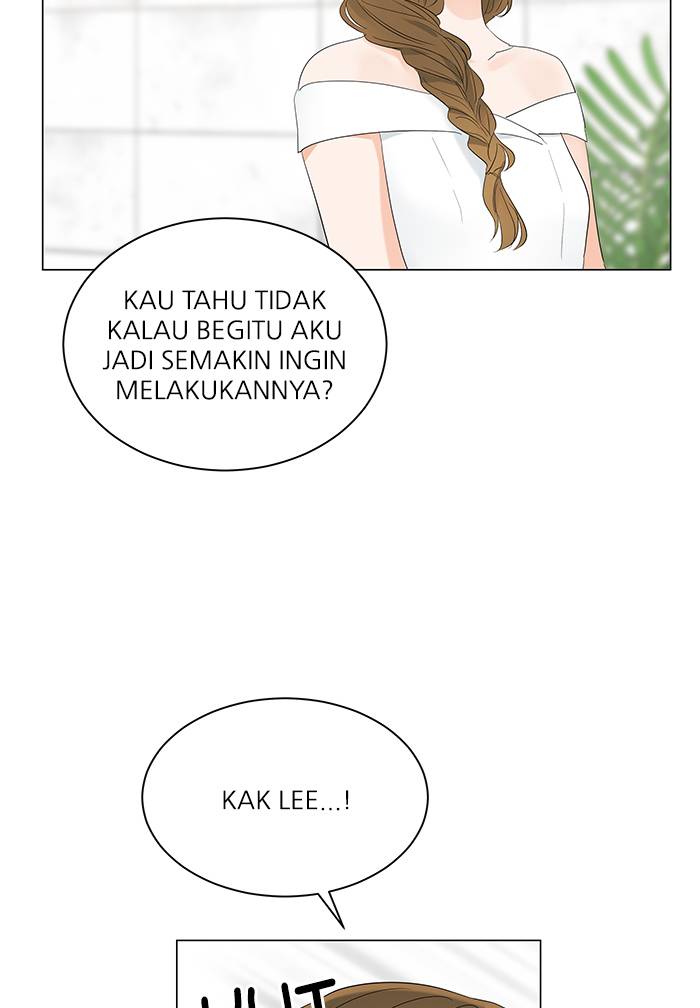 KAU TAHU TIDAK
KALAU BEGITU AKU
JADI SEMAKIN INGIN
MELAKUKANNYA?
KAK LEE...!